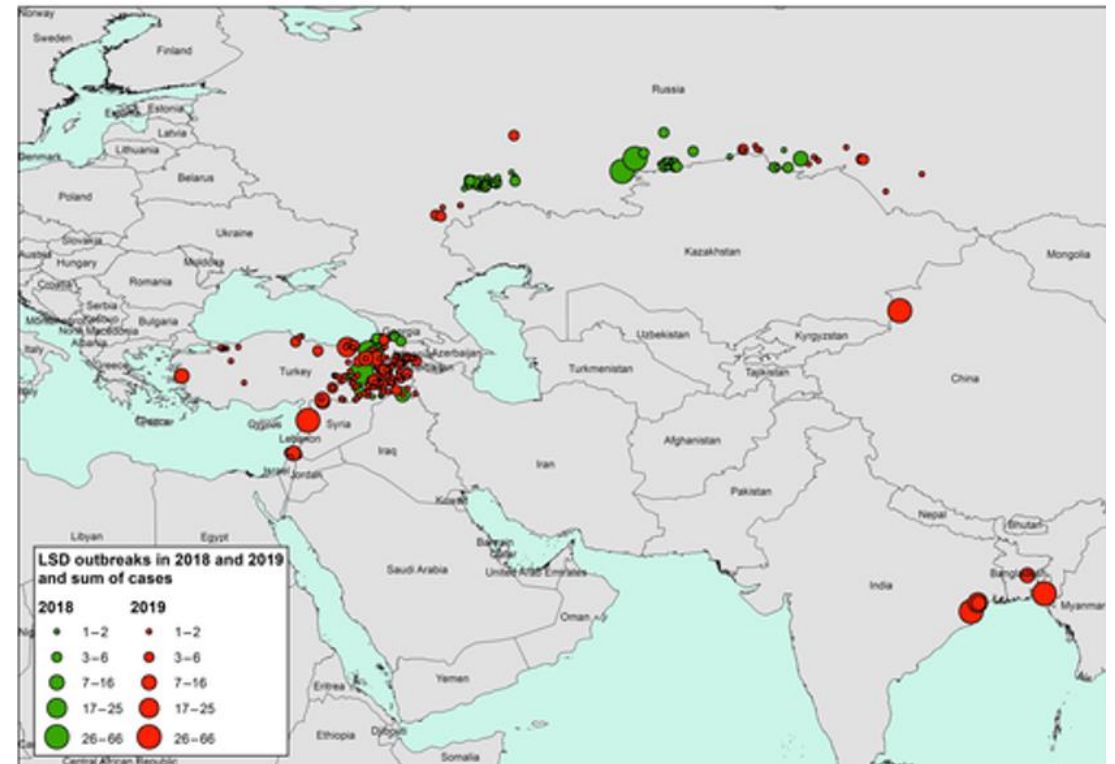 Norway
Sweden
Finland
Russia
Estonia
Latvia
Denmark
Lithuania
Belarus
Poland
Ukraine
Slovakia
Kazakhstan
Mongolia
Hungary
Moldova
Croatia
Romania
Serbia
Bulgaria
Georgia
Uzbekistan
Kyrgyzstan
Albania
Italy
Azerbaijan
Greece
Turkey
Turkmenistan
Tajikistan
China
Cyprus
Syria
Lebanon
Afghanistan
Israel
Jordan
Iraq
Iran
Kuwait
Pakistan
Nepal
Bhutan
Libyan
Egypt
Bahrain
Qatar
Saudi Arabia
United Arab Emirates
India
Myanmar
Oman
Yemen
Eritrea
Ethiopia
Djibouti
Somalia
Central African Republic
LSD outbreaks in 2018 and 2019
and sum of cases
2018 2019
1–2 1–2
3–6 3–6
7–16 7–16
17–25 17–25
26–66 26–66